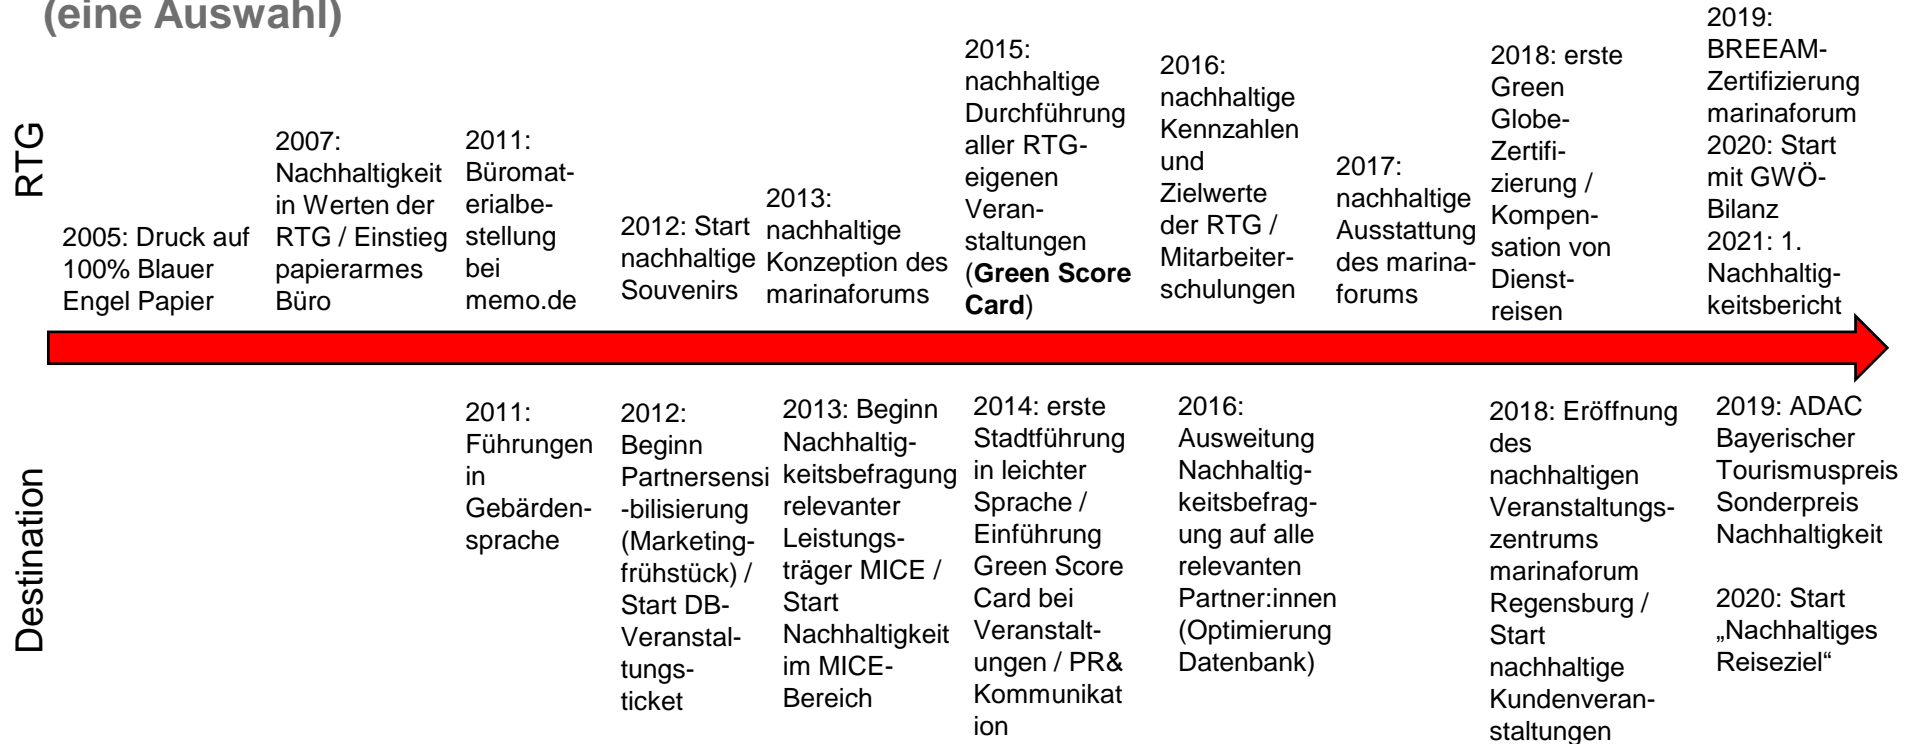 (eine Auswahl)
RTG
2005: Druck auf
100% Blauer
Engel Papier
2007:
Nachhaltigkeit
in Werten der
RTG / Einstieg
papierarmes
Büro
2011:
Büromat-
erialbe-
stellung
bei
memo.de
2012: Start
nachhaltige
Souvenirs
2013:
nachhaltige
Konzeption des
marinaforums
2015:
nachhaltige
Durchführung
aller RTG-
eigenen
Veran-
staltungen
(Green Score
Card)
2016:
nachhaltige
Kennzahlen
und
Zielwerte
der RTG /
Mitarbeiter-
schulungen
2017:
nachhaltige
Ausstattung
des marina-
forums
2018: erste
Green
Globe-
Zertifi-
zierung /
Kompen-
sation von
Dienst-
reisen
2019:
BREEAM-
Zertifizierung
marinaforum
2020: Start
mit GWÖ-
Bilanz
2021: 1.
Nachhaltig-
keitsbericht
Destination
2011:
Führungen
in
Gebärden-
sprache
2012:
Beginn
Partnersensi
-bilisierung
(Marketing-
frühstück) /
Start DB-
Veranstal-
tungs-
ticket
2013: Beginn
Nachhaltig-
keitsbefragung
relevanter
Leistungs-
träger MICE /
Start
Nachhaltigkeit
im MICE-
Bereich
2014: erste
Stadtführung
in leichter
Sprache /
Einführung
Green Score
Card bei
Veranstalt-
ungen / PR&
Kommunikat
ion
2016:
Ausweitung
Nachhaltig-
keitsbefrag-
ung auf alle
relevanten
Partner:innen
(Optimierung
Datenbank)
2018: Eröffnung
des
nachhaltigen
Veranstaltungs-
zentrums
marinaforum
Regensburg /
Start
nachhaltige
Kundenveran-
staltungen
2019: ADAC
Bayerischer
Tourismuspreis
Sonderpreis
Nachhaltigkeit
2020: Start
„Nachhaltiges
Reiseziel“